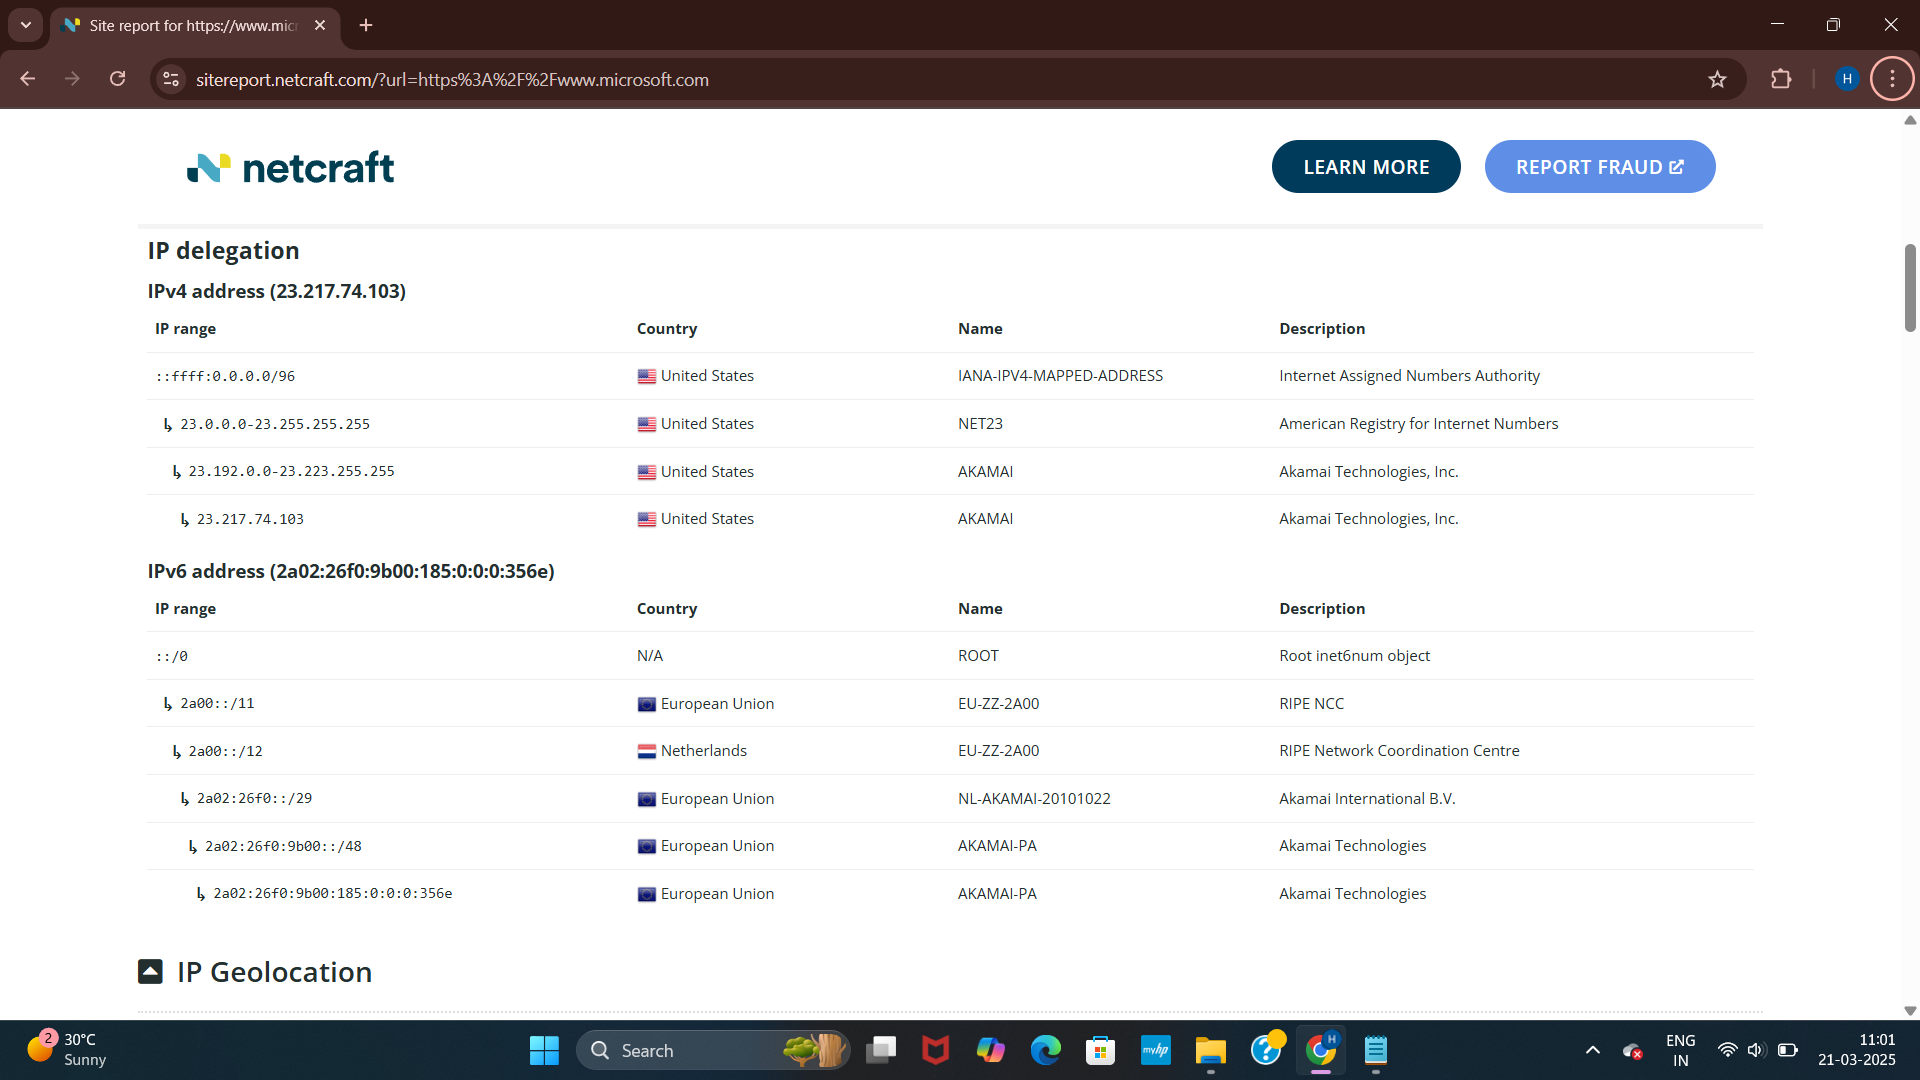 Site report for https://www.mic
sitereport.netcraft.com/?url=https%3A%2F%2Fwww.microsoft.com
H
netcraft
LEARN MORE
REPORT FRAUD
IP delegation
IPv4 address (23.217.74.103)
IP range Country Name Description
::ffff:0.0.0.0/96 United States IANA-IPV4-MAPPED-ADDRESS Internet Assigned Numbers Authority
↳ 23.0.0.0-23.255.255.255 United States NET23 American Registry for Internet Numbers
↳ 23.192.0.0-23.223.255.255 United States AKAMAI Akamai Technologies, Inc.
↳ 23.217.74.103 United States AKAMAI Akamai Technologies, Inc.
IPv6 address (2a02:26f0:9b00:185:0:0:0:356e)
IP range Country Name Description
::/0 N/A ROOT Root inet6num object
↳ 2a00::/11 European Union EU-ZZ-2A00 RIPE NCC
↳ 2a00::/12 Netherlands EU-ZZ-2A00 RIPE Network Coordination Centre
↳ 2a02:26f0::/29 European Union NL-AKAMAI-20101022 Akamai International B.V.
↳ 2a02:26f0:9b00::/48 European Union AKAMAI-PA Akamai Technologies
↳ 2a02:26f0:9b00:185:0:0:0:356e European Union AKAMAI-PA Akamai Technologies
IP Geolocation
2
30°C
Sunny
Search
myhp
H
ENG
IN
11:01
21-03-2025